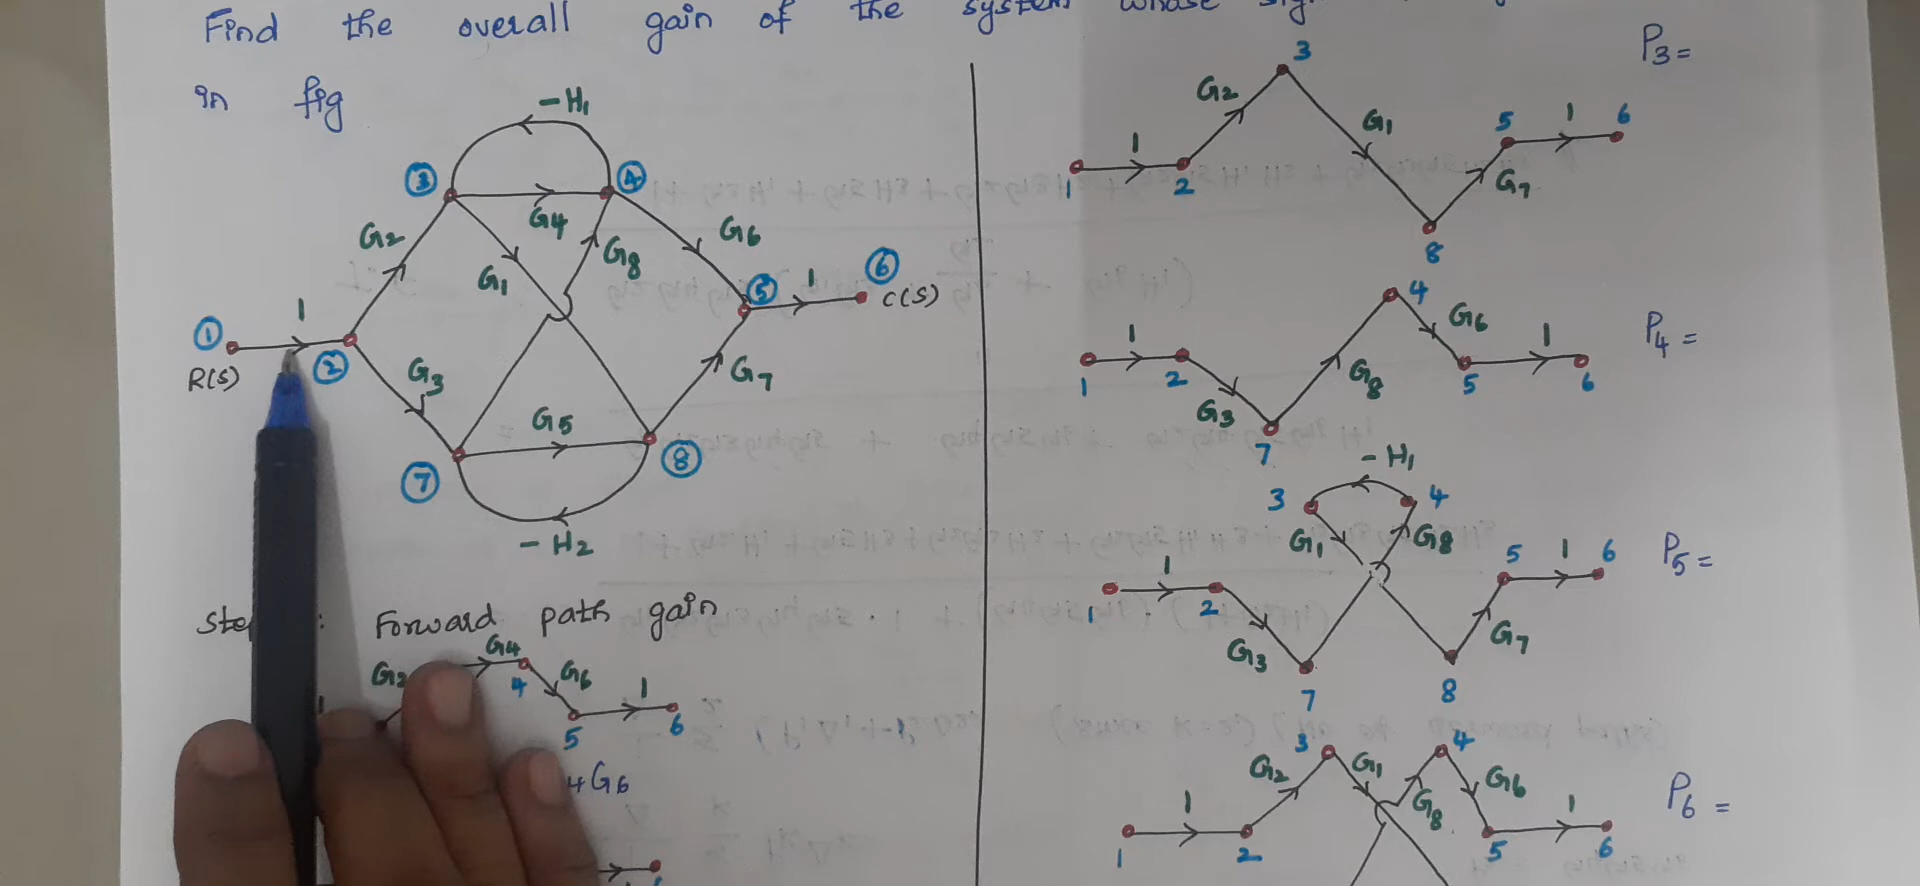 Find the overall gain of the system whose
in fig
-H1
3
4
G2
G4
G1
G8
G6
1
R(S)
1
2
G3
G5
7
8
G7
5
1
6
C(S)
-H2
Forward path gain
G2
G4
4
G6
5
1
6
4G6
P3=
1
1
2
G2
3
G1
8
G7
5
1
6
P4 =
1
1
2
G3
7
G8
4
G6
5
1
6
P5 =
1
1
2
G3
7
G8
4
-H1
3
G1
8
G7
5
1
6
P6 =
1
1
2
G2
3
G1
G8
4
G6
5
1
6